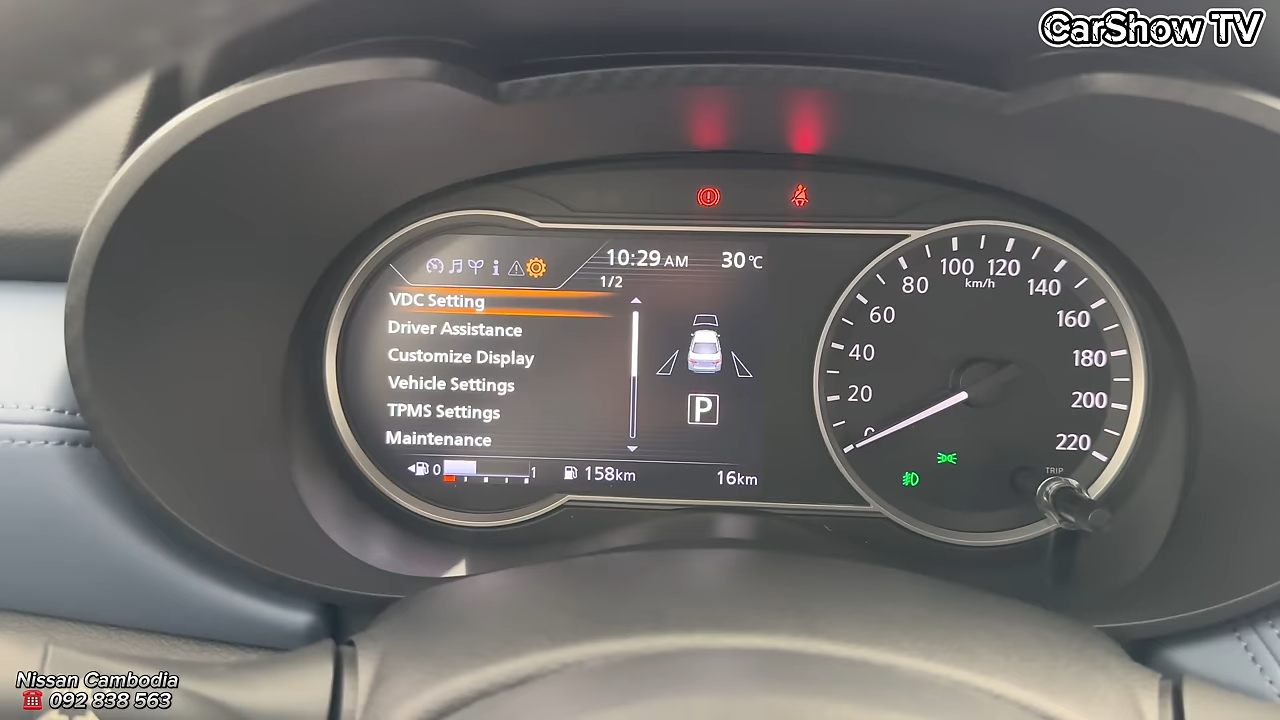 CarShow TV
10:29 AM 30°C
1/2
VDC Setting
Driver Assistance
Customize Display
Vehicle Settings
TPMS Settings
Maintenance
P
0 1 158km 16km
0
20
40
60
80
100
120
140
160
180
200
220
km/h
TRIP
Nissan Cambodia
092 838 563